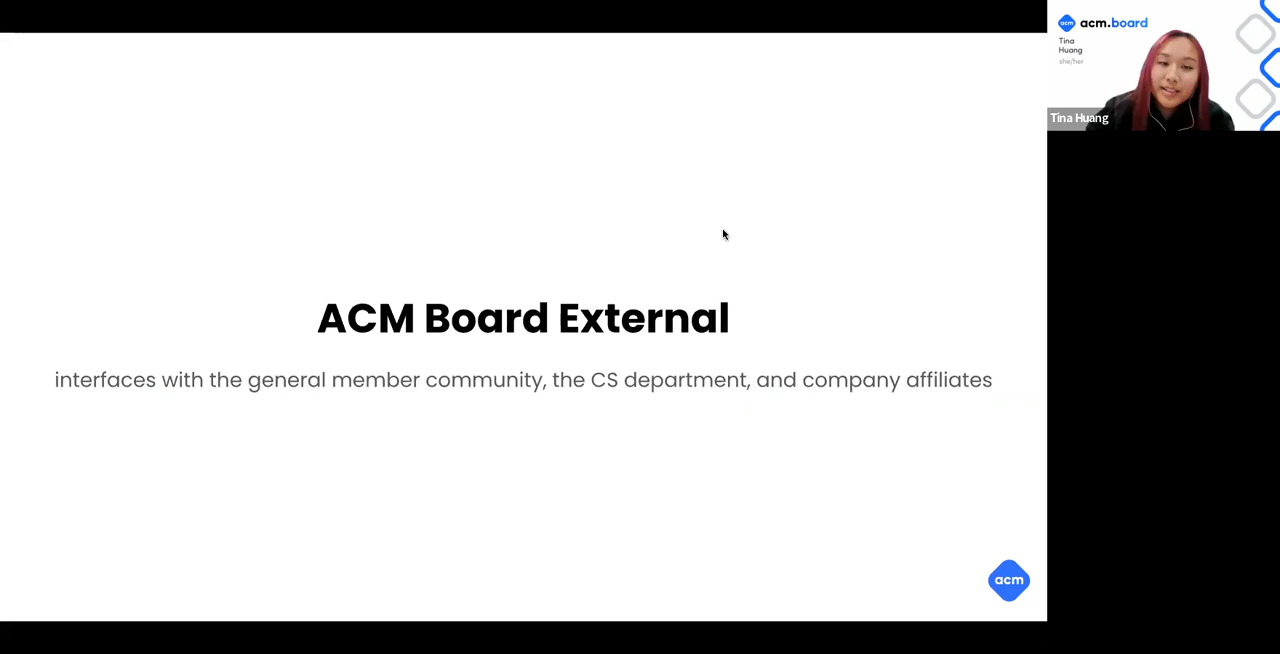 ACM Board External
interfaces with the general member community, the CS department, and company affiliates
acm
acm acm.board
Tina
Huang
she/her
Tina Huang